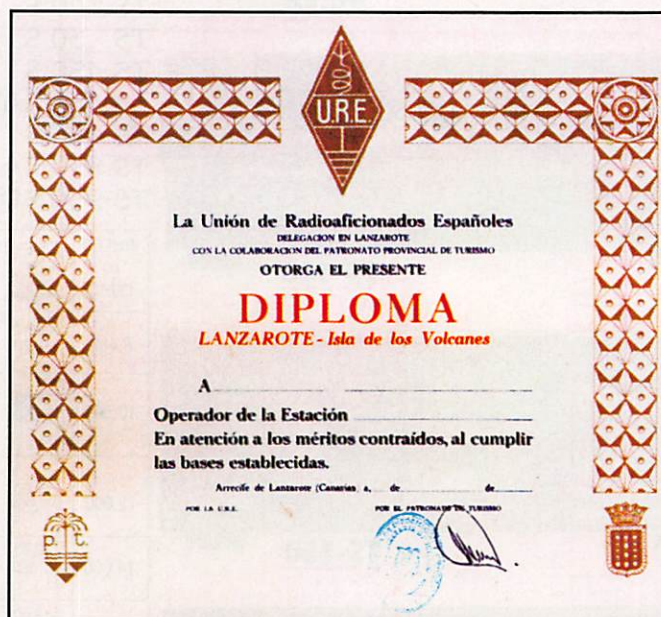 U.R.E.
La Unión de Radioaficionados Españoles
DELEGACION EN LANZAROTE
CON LA COLABORACION DEL PATRONATO PROVINCIAL DE TURISMO
OTORGA EL PRESENTE
DIPLOMA
LANZAROTE - Isla de los Volcanes
A
Operador de la Estación
En atención a los méritos contraídos, al cumplir
las bases establecidas.
Arrecife de Lanzarote (Canarias) a, de de
POR LA U.R.E. POR EL PATRONATO DE TURISMO
p. t.